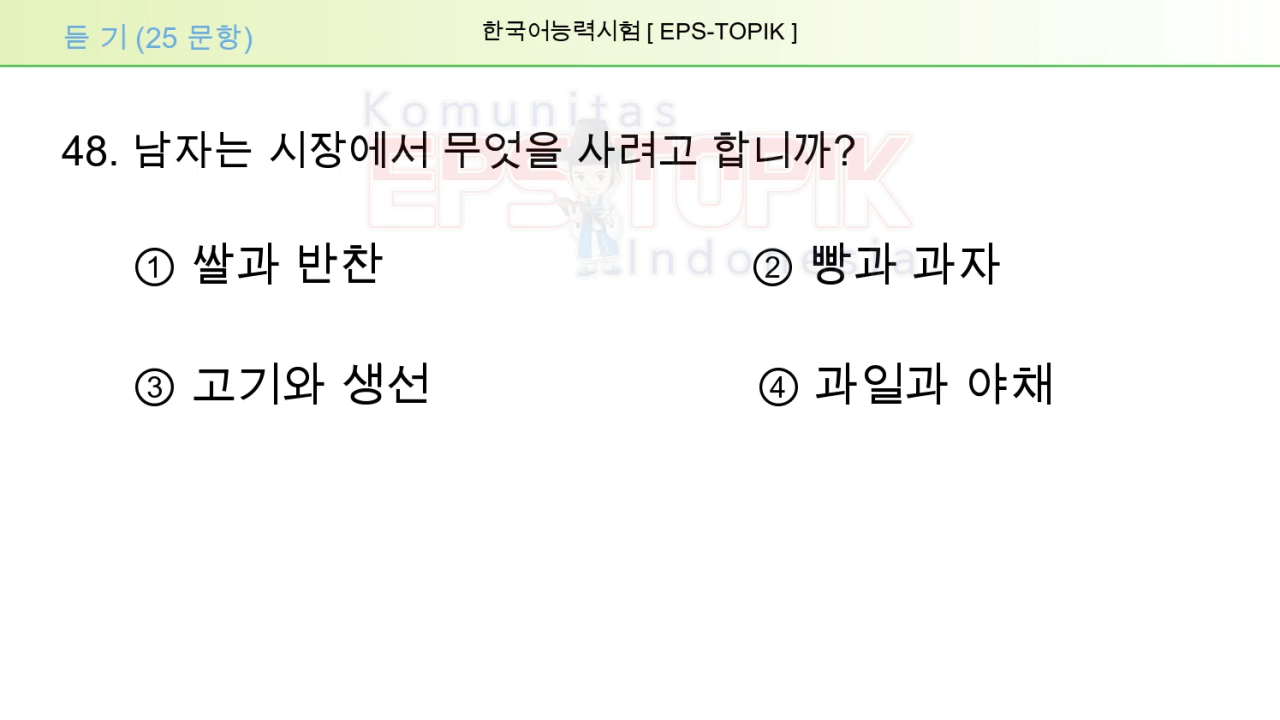 듣 기 (25 문항)
한국어능력시험 [ EPS-TOPIK ]
Komunitas
EPS TOPIK
Indonesia
48. 남자는 시장에서 무엇을 사려고 합니까?
① 쌀과 반찬
② 빵과 과자
③ 고기와 생선
④ 과일과 야채